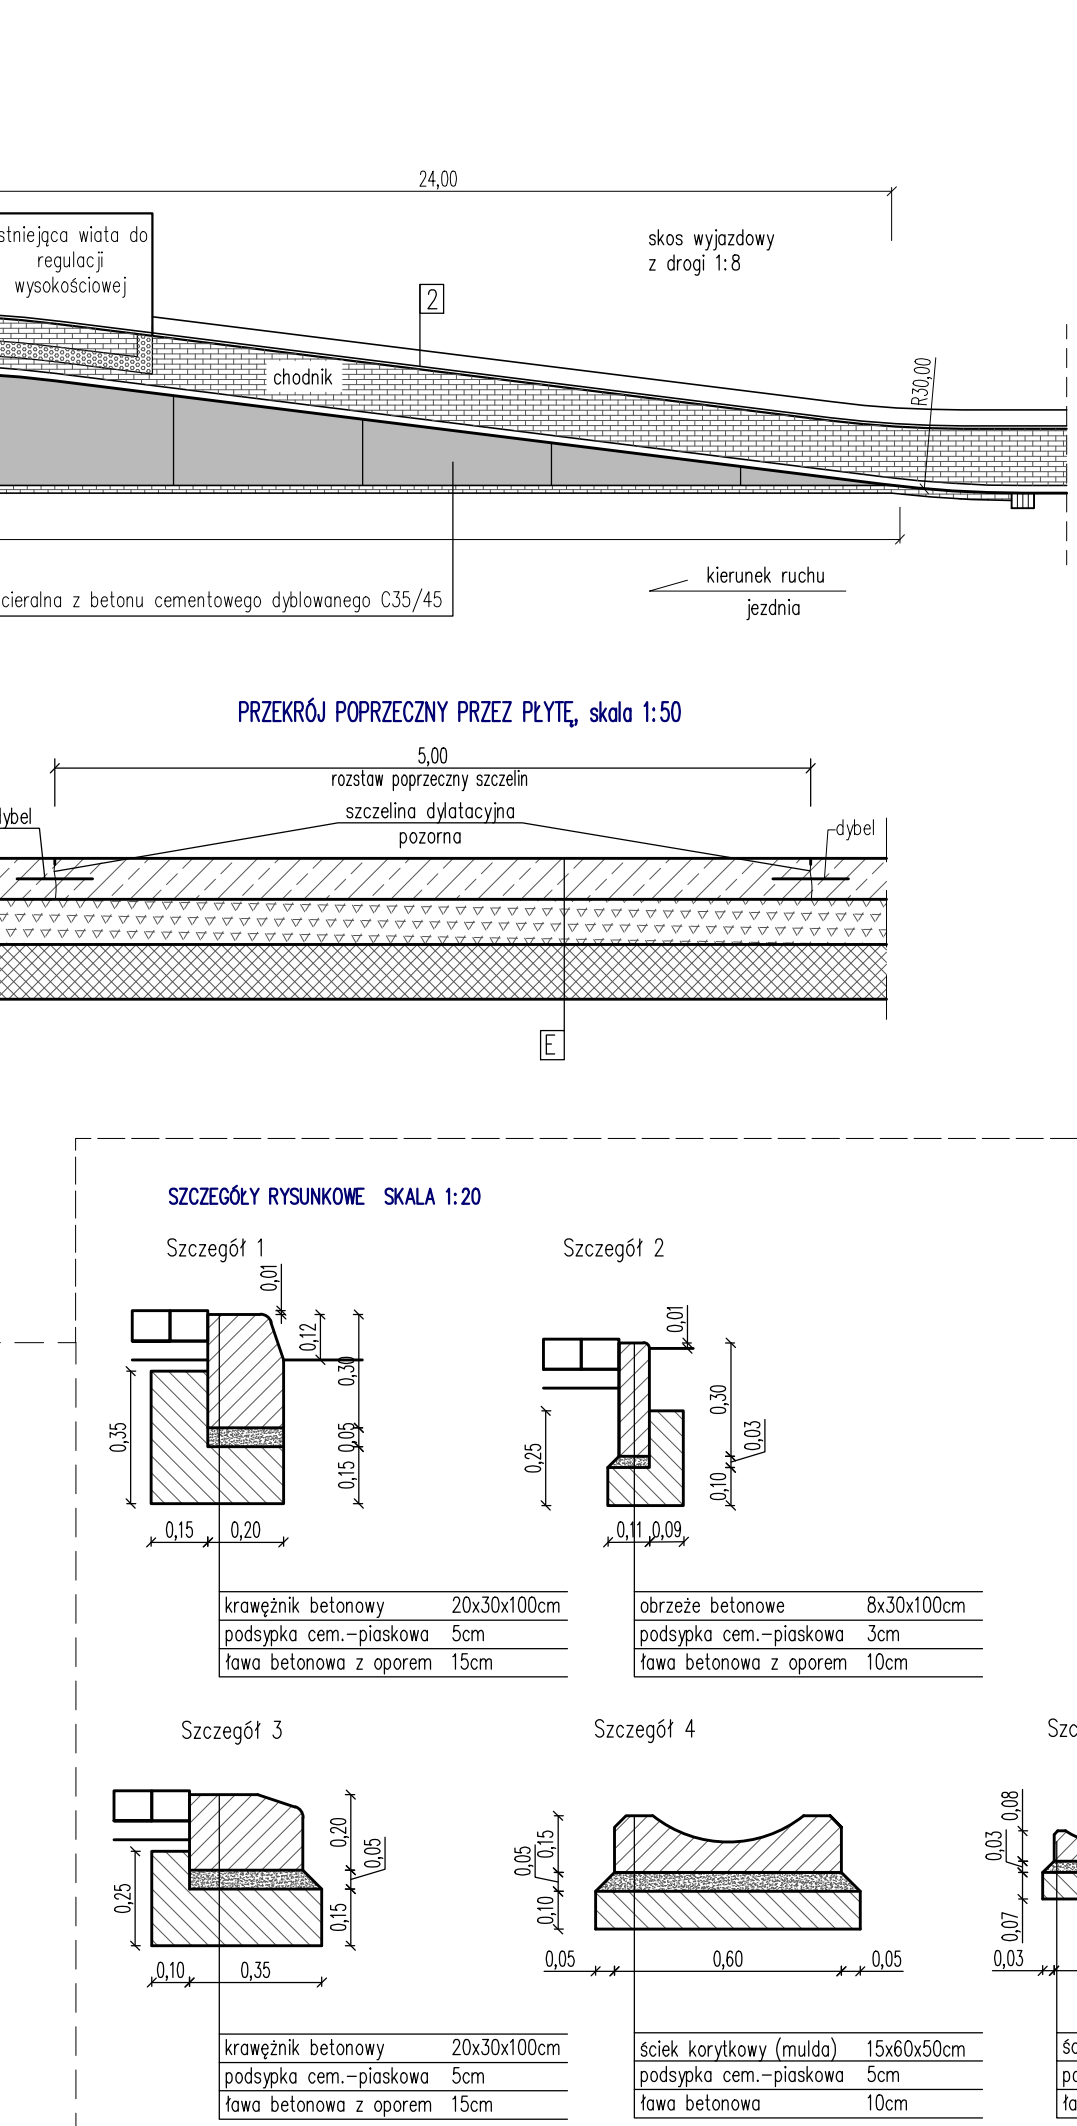 24,00
stniejąca wiata do
regulacji
wysokościowej
skos wyjazdowy
z drogi 1:8
2
chodnik
R30,00
kierunek ruchu
jezdnia
cieralna z betonu cementowego dyblowanego C35/45
PRZEKRÓJ POPRZECZNY PRZEZ PŁYTĘ, skala 1:50
5,00
rozstaw poprzeczny szczelin
szczelina dylatacyjna
pozorna
dybel
dybel
E
SZCZEGÓŁY RYSUNKOWE SKALA 1:20
Szczegół 1
0,01
0,12
0,30
0,35
0,05
0,15
0,15 0,20
krawężnik betonowy 20x30x100cm
podsypka cem.-piaskowa 5cm
ława betonowa z oporem 15cm
Szczegół 2
0,01
0,30
0,03
0,25
0,10
0,11 0,09
obrzeże betonowe 8x30x100cm
podsypka cem.-piaskowa 3cm
ława betonowa z oporem 10cm
Szczegół 3
0,20
0,05
0,25
0,15
0,10 0,35
krawężnik betonowy 20x30x100cm
podsypka cem.-piaskowa 5cm
ława betonowa z oporem 15cm
Szczegół 4
0,15
0,05
0,10
0,05 0,60 0,05
ściek korytkowy (mulda) 15x60x50cm
podsypka cem.-piaskowa 5cm
ława betonowa 10cm
Szc
0,08
0,03
0,07
0,03
śc
po
ła